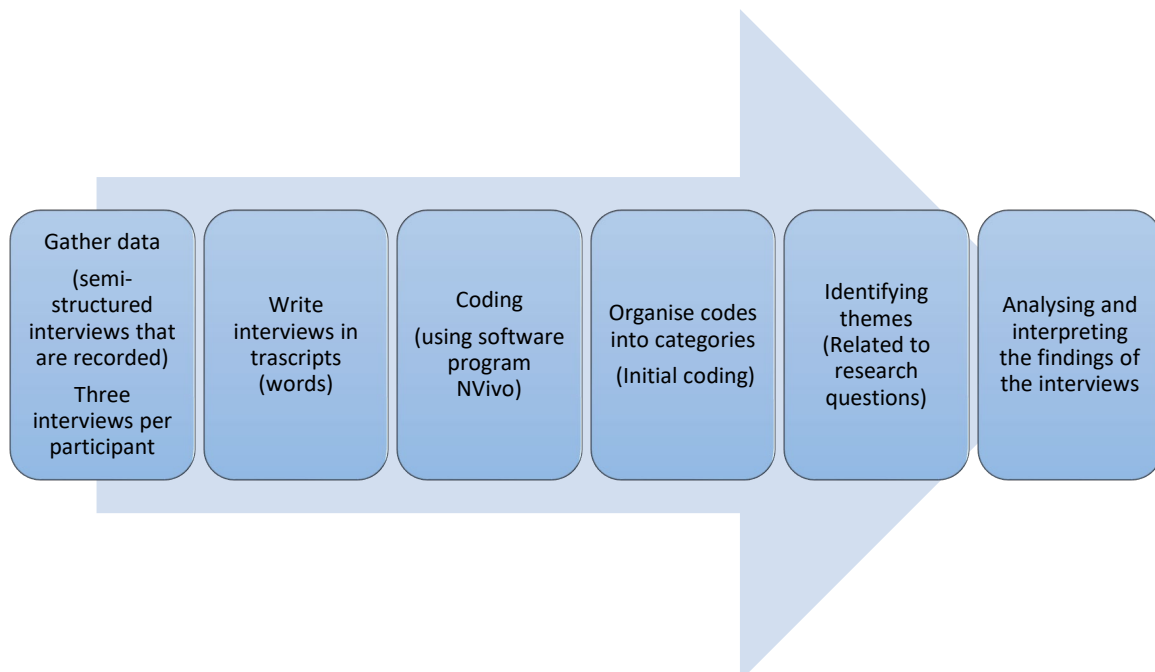 Gather data
(semi-
structured
interviews that
are recorded)
Three
interviews per
participant
Write
interviews in
trascripts
(words)
Coding
(using software
program
NVivo)
Organise codes
into categories
(Initial coding)
Identifying
themes
(Related to
research
questions)
Analysing and
interpreting
the findings of
the interviews